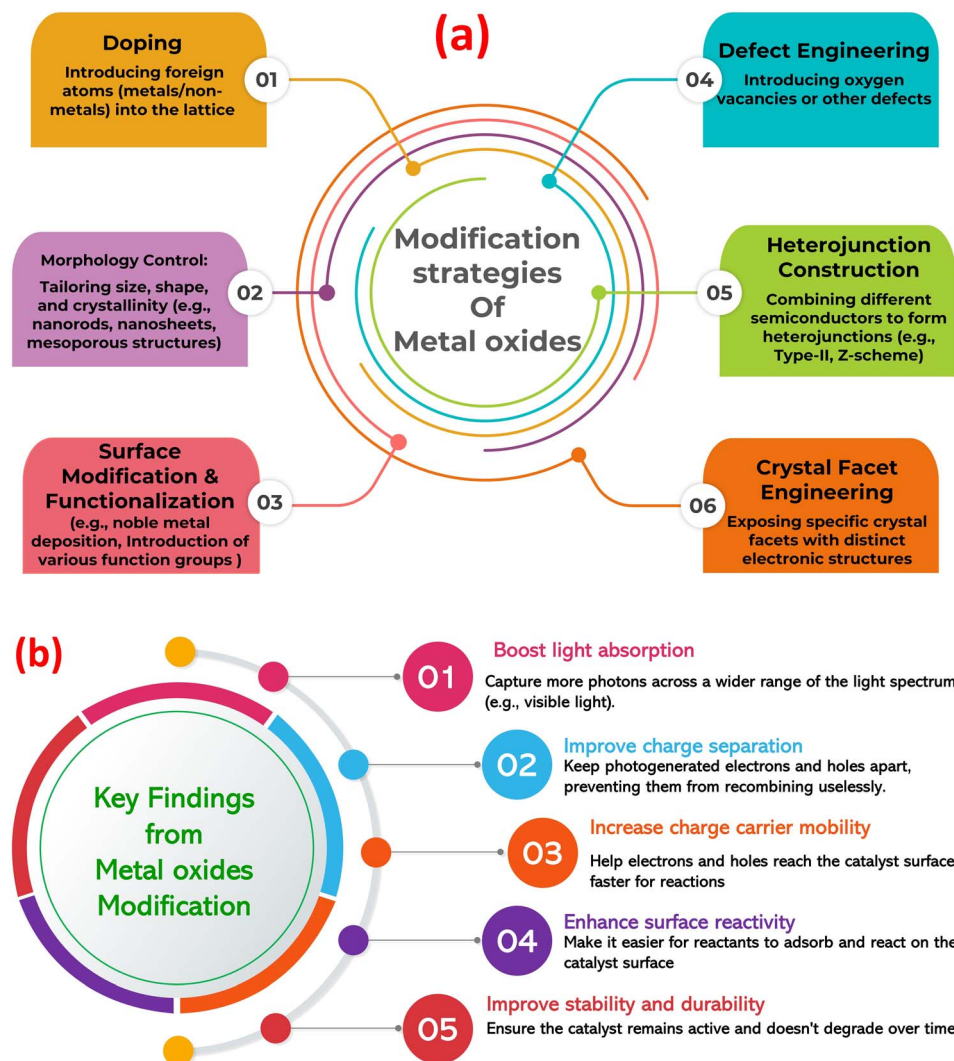 (a)
Doping
Introducing foreign
atoms (metals/non-
metals) into the lattice
01
Morphology Control:
Tailoring size, shape,
and crystallinity (e.g.,
nanorods, nanosheets,
mesoporous structures)
02
Surface
Modification &
Functionalization
(e.g., noble metal
deposition, Introduction of
various function groups )
03
Modification
strategies
Of
Metal oxides
04
Defect Engineering
Introducing oxygen
vacancies or other defects
05
Heterojunction
Construction
Combining different
semiconductors to form
heterojunctions (e.g.,
Type-II, Z-scheme)
06
Crystal Facet
Engineering
Exposing specific crystal
facets with distinct
electronic structures
(b)
Key Findings
from
Metal oxides
Modification
01
Boost light absorption
Capture more photons across a wider range of the light spectrum
(e.g., visible light).
02
Improve charge separation
Keep photogenerated electrons and holes apart,
preventing them from recombining uselessly.
03
Increase charge carrier mobility
Help electrons and holes reach the catalyst surface
faster for reactions
04
Enhance surface reactivity
Make it easier for reactants to adsorb and react on the
catalyst surface
05
Improve stability and durability
Ensure the catalyst remains active and doesn't degrade over time